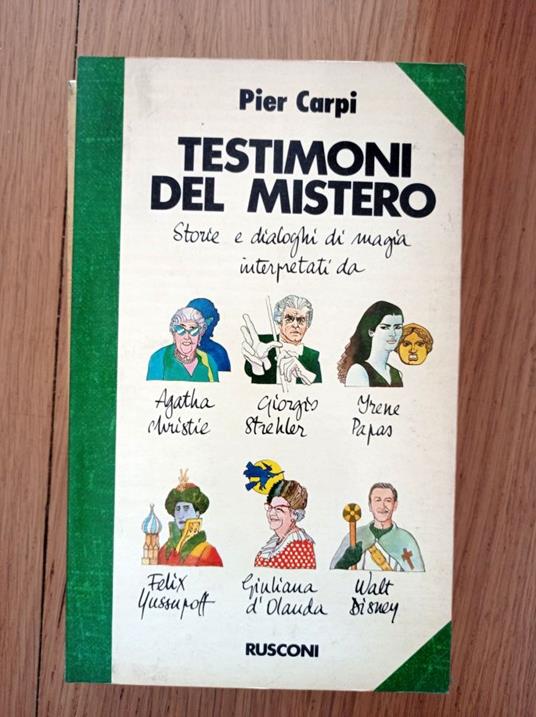 Pier Carpi
TESTIMONI
DEL MISTERO
Storie e dialoghi di magia
interpretati da
Agatha
Christie
Giorgio
Strehler
Irene
Papas
Felix
Yussupoff
Giuliana
d'Olanda
Walt
Disney
RUSCONI